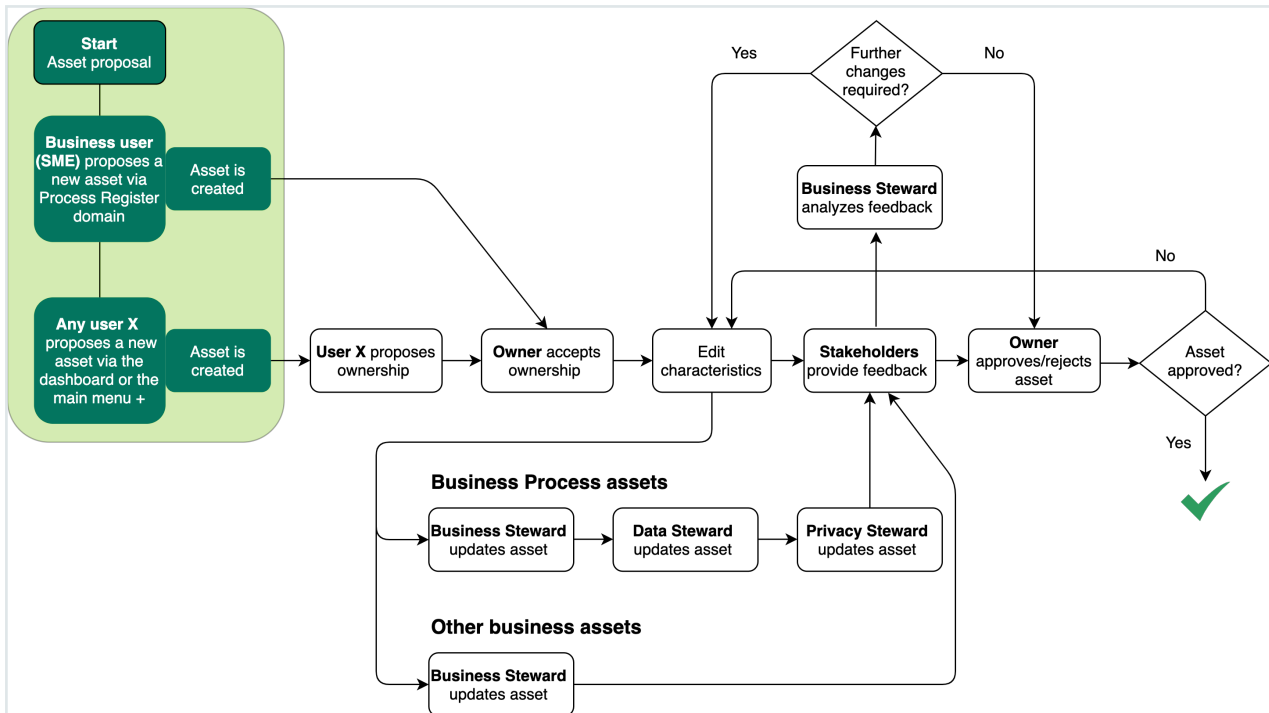 Start
Asset proposal
Business user
(SME) proposes a
new asset via
Process Register
domain
Asset is
created
Any user X
proposes a new
asset via the
dashboard or the
main menu +
Asset is
created
User X proposes
ownership
Owner accepts
ownership
Edit
characteristics
Stakeholders
provide feedback
Business Steward
analyzes feedback
Further
changes
required?
Yes
No
Owner
approves/rejects
asset
Asset
approved?
No
Yes
Business Process assets
Business Steward
updates asset
Data Steward
updates asset
Privacy Steward
updates asset
Other business assets
Business Steward
updates asset